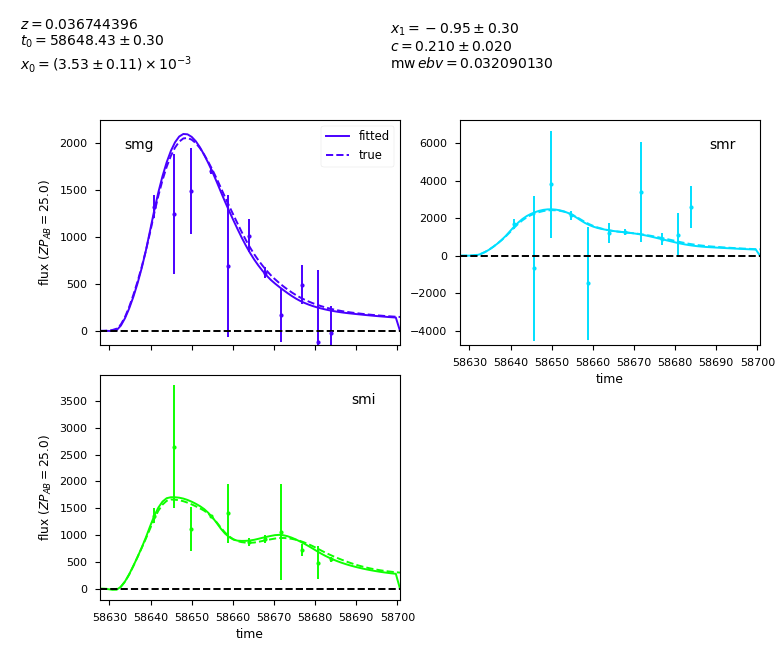 z = 0.036744396
t₀ = 58648.43 ± 0.30
x₀ = (3.53 ± 0.11) × 10⁻³
x₁ = −0.95 ± 0.30
c = 0.210 ± 0.020
mw ebv = 0.032090130
smg
fitted
true
2000
1500
1000
500
0
flux (ZP_AB = 25.0)
smr
6000
4000
2000
0
−2000
−4000
58630 58640 58650 58660 58670 58680 58690 58700
time
smi
3500
3000
2500
2000
1500
1000
500
0
flux (ZP_AB = 25.0)
58630 58640 58650 58660 58670 58680 58690 58700
time